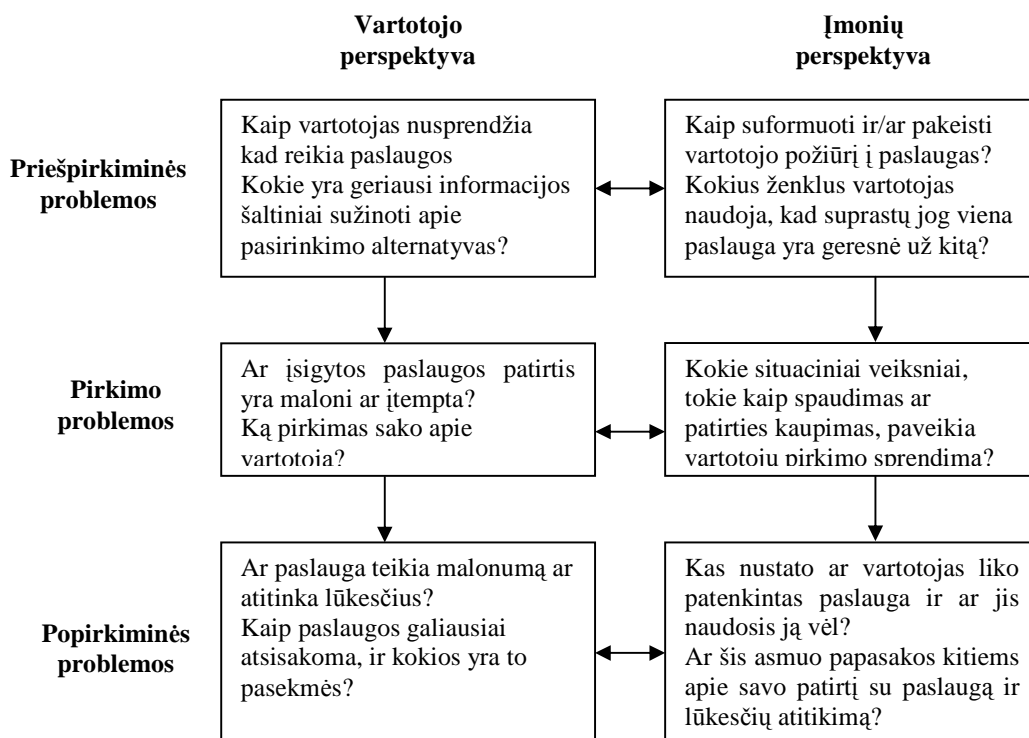 Vartotojo
perspektyva
Įmonių
perspektyva
Priešpirkiminės
problemos
Kaip vartotojas nusprendžia
kad reikia paslaugos
Kokie yra geriausi informacijos
šaltiniai sužinoti apie
pasirinkimo alternatyvas?
Kaip suformuoti ir/ar pakeisti
vartotojo požiūrį į paslaugas?
Kokius ženklus vartotojas
naudoja, kad suprastų jog viena
paslauga yra geresnė už kitą?
Pirkimo
problemos
Ar įsigytos paslaugos patirtis
yra maloni ar įtempta?
Ką pirkimas sako apie
vartotoją?
Kokie situaciniai veiksniai,
tokie kaip spaudimas ar
patirties kaupimas, paveikia
vartotojų pirkimo sprendimą?
Popirkiminės
problemos
Ar paslauga teikia malonumą ar
atitinka lūkesčius?
Kaip paslaugos galiausiai
atsisakoma, ir kokios yra to
pasekmės?
Kas nustato ar vartotojas liko
patenkintas paslauga ir ar jis
naudosis ją vėl?
Ar šis asmuo papasakos kitiems
apie savo patirtį su paslaugą ir
lūkesčių atitikimą?